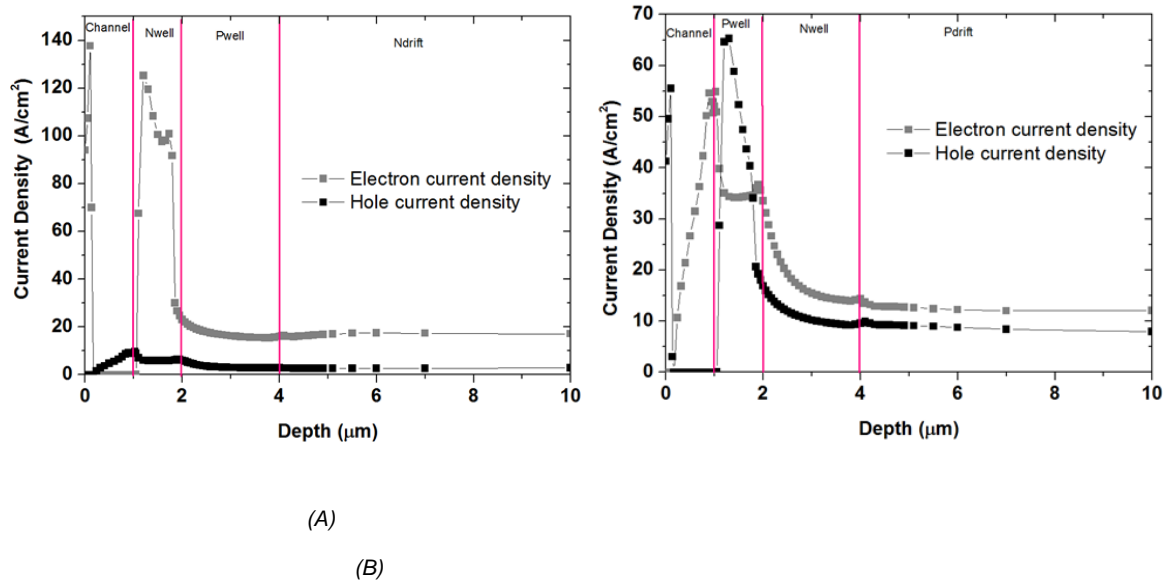 Channel
Nwell
Pwell
Ndrift
140
120
100
80
60
40
20
0
Current Density (A/cm²)
Electron current density
Hole current density
0 2 4 6 8 10
Depth (μm)
Channel
Pwell
Nwell
Pdrift
70
60
50
40
30
20
10
0
Current Density (A/cm²)
Electron current density
Hole current density
0 2 4 6 8 10
Depth (μm)
(A)
(B)